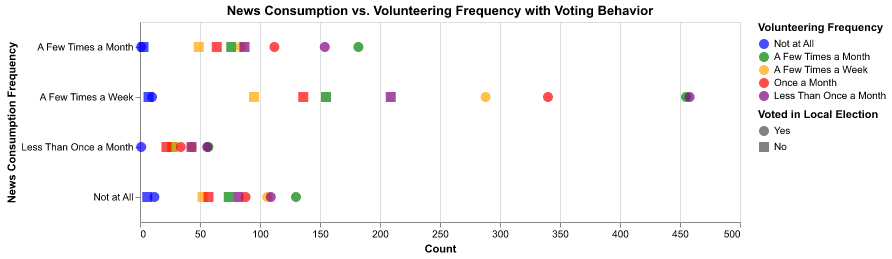 News Consumption vs. Volunteering Frequency with Voting Behavior
News Consumption Frequency
A Few Times a Month
A Few Times a Week
Less Than Once a Month
Not at All
0 50 100 150 200 250 300 350 400 450 500
Count
Volunteering Frequency
Not at All
A Few Times a Month
A Few Times a Week
Once a Month
Less Than Once a Month
Voted in Local Election
Yes
No